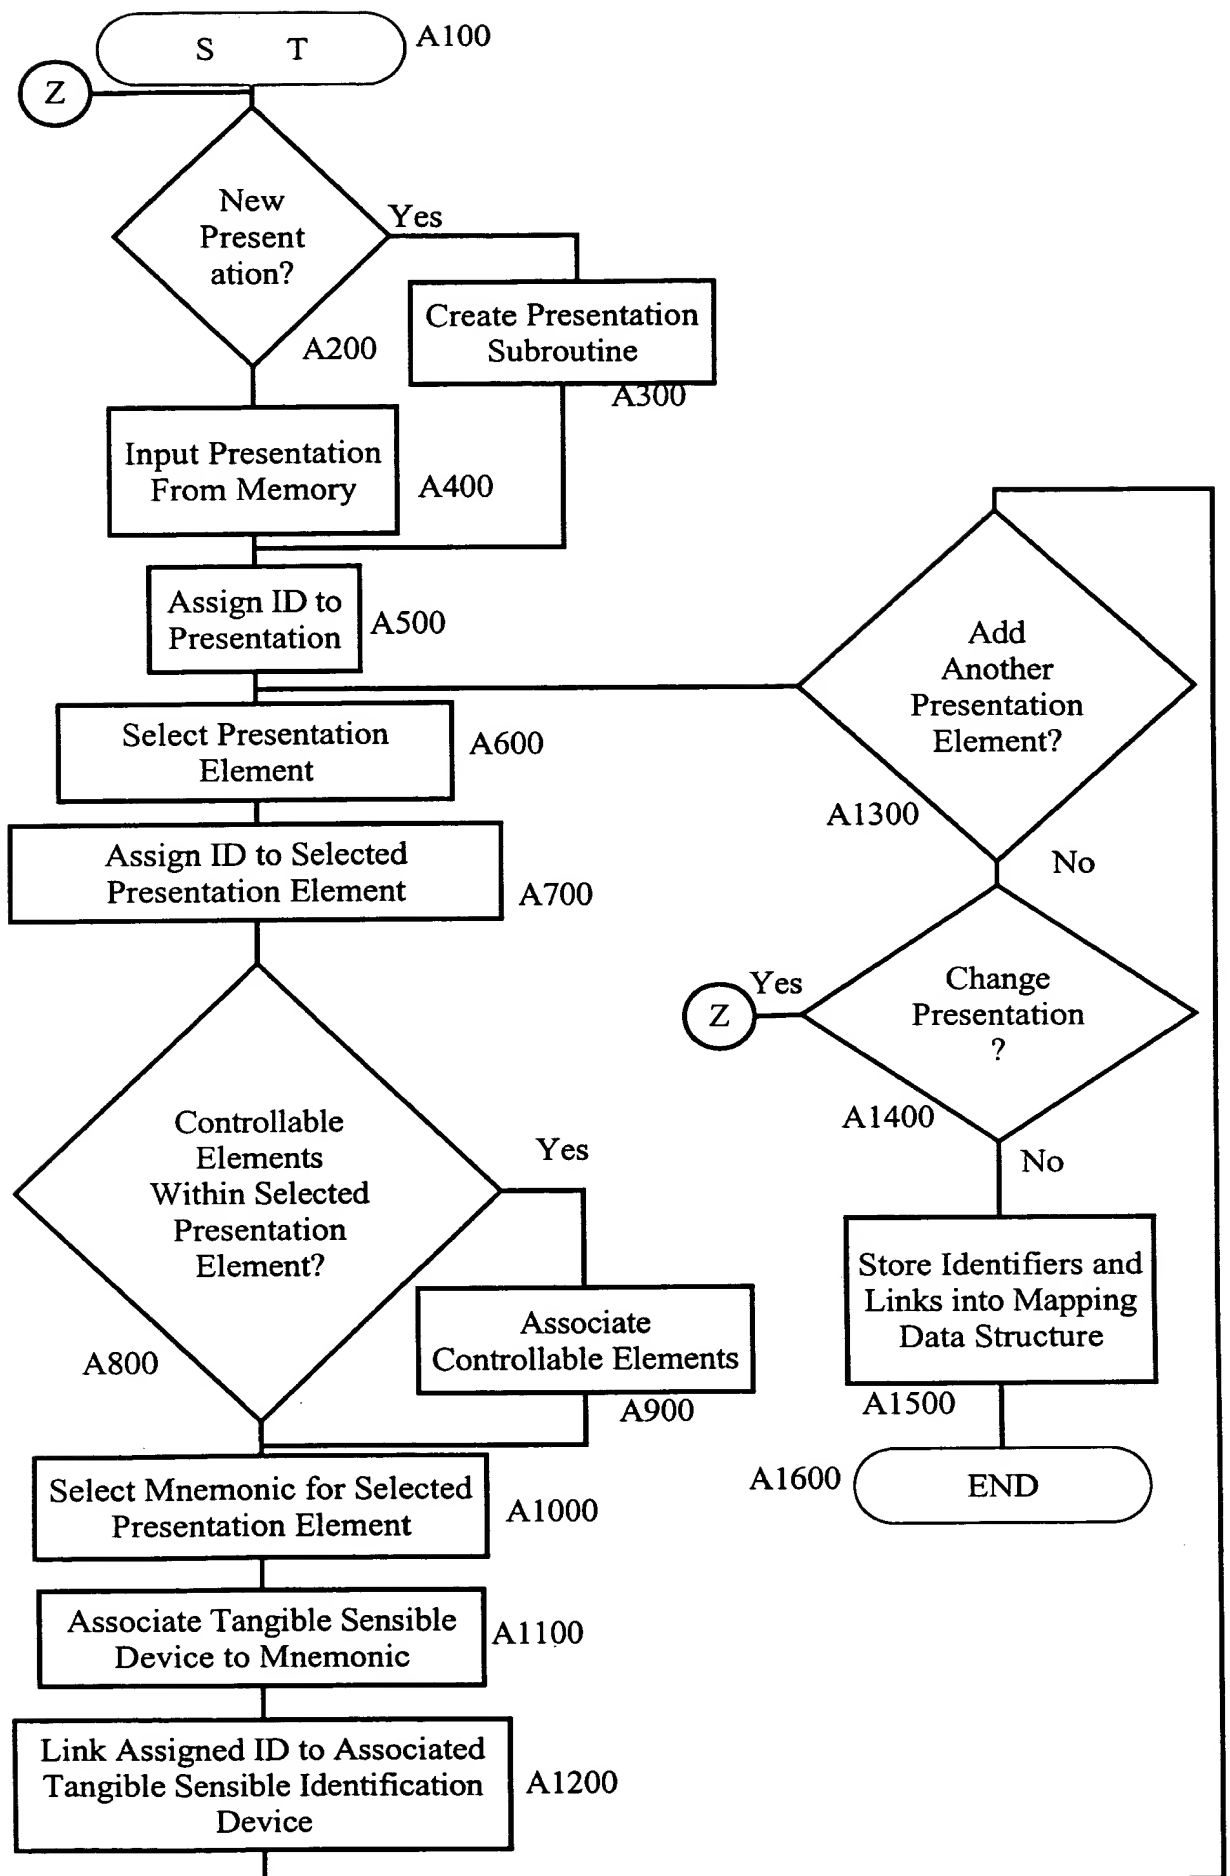 S T
A100
Z
New
Present
ation?
Yes
A200
Create Presentation
Subroutine
A300
Input Presentation
From Memory
A400
Assign ID to
Presentation
A500
Select Presentation
Element
A600
Assign ID to Selected
Presentation Element
A700
Controllable
Elements
Within Selected
Presentation
Element?
Yes
A800
Associate
Controllable Elements
A900
Select Mnemonic for Selected
Presentation Element
A1000
Associate Tangible Sensible
Device to Mnemonic
A1100
Link Assigned ID to Associated
Tangible Sensible Identification
Device
A1200
Add
Another
Presentation
Element?
A1300
No
Change
Presentation
?
Yes
Z
A1400
No
Store Identifiers and
Links into Mapping
Data Structure
A1500
A1600
END